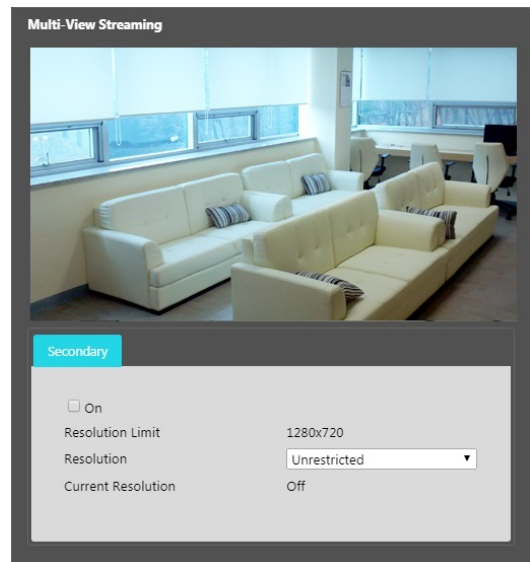 Multi-View Streaming
Secondary
On
Resolution Limit 1280x720
Resolution Unrestricted
Current Resolution Off